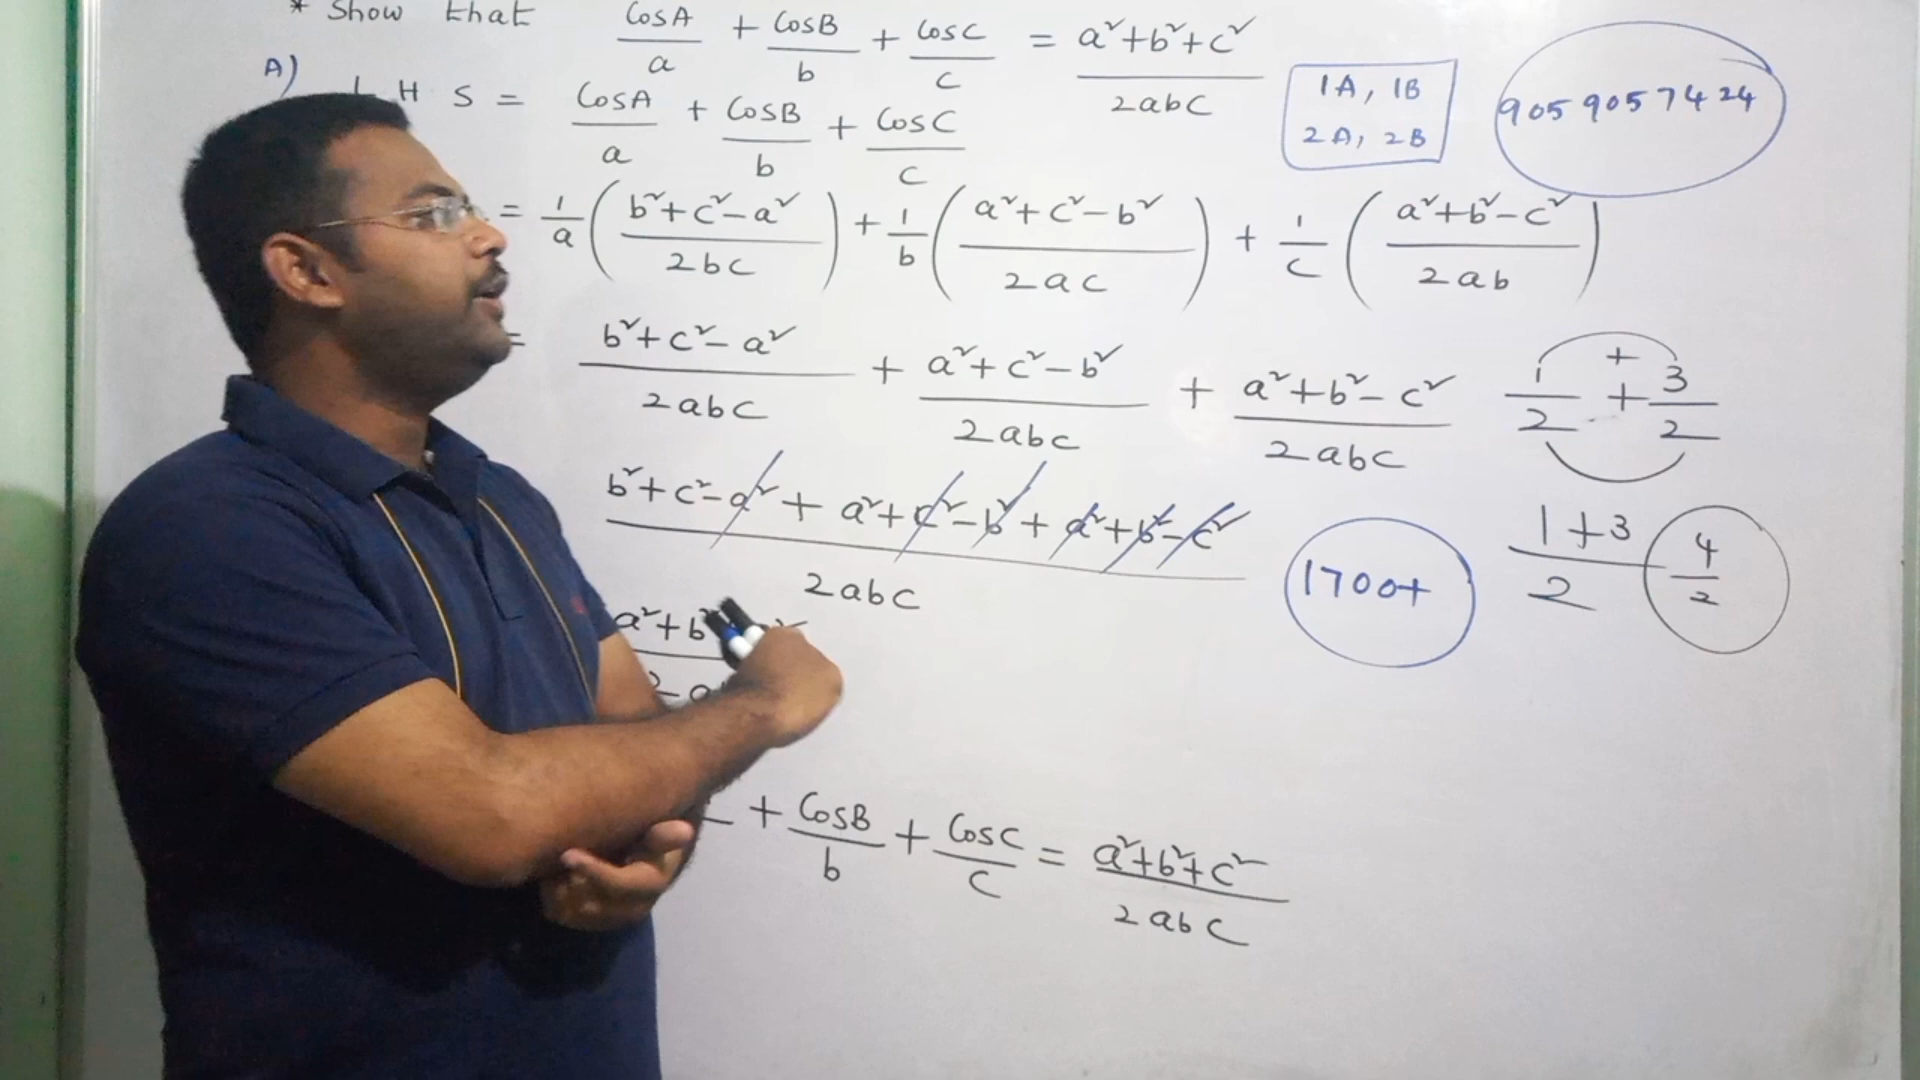 * Show that CosA/a + CosB/b + CosC/c = a²+b²+c²/2abc
A) L H S = CosA/a + CosB/b + CosC/c
= 1/a (b²+c²-a²/2bc) + 1/b (a²+c²-b²/2ac) + 1/c (a²+b²-c²/2ab)
= b²+c²-a²/2abc + a²+c²-b²/2abc + a²+b²-c²/2abc
b²+c²-a² + a²+c²-b² + a²+b²-c²/2abc
a²+b²
+ CosB/b + CosC/c = a²+b²+c²/2abc
1A, 1B
2A, 2B
9059057424
+
1/2 + 3/2
1+3/2
4/2
1700+